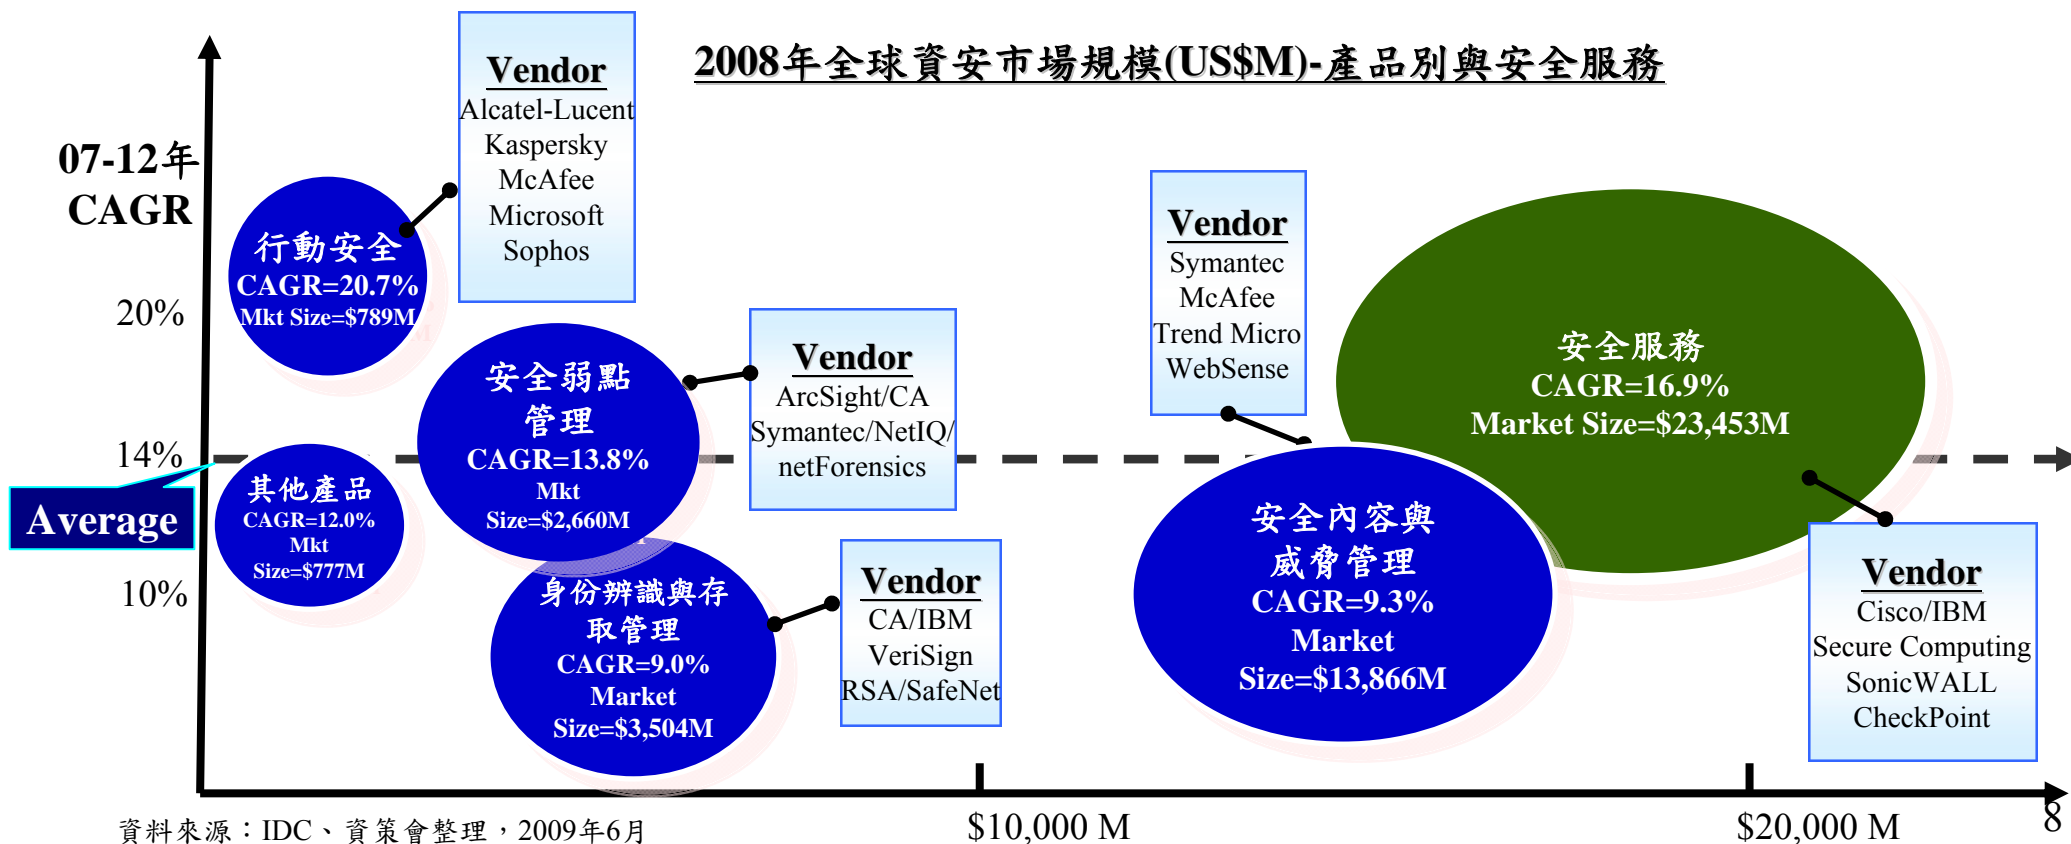 2008年全球資安市場規模(US$M)-產品別與安全服務
07-12年
CAGR
20%
14%
10%
Average
行動安全
CAGR=20.7%
Mkt Size=$789M
Vendor
Alcatel-Lucent
Kaspersky
McAfee
Microsoft
Sophos
安全弱點
管理
CAGR=13.8%
Mkt
Size=$2,660M
Vendor
ArcSight/CA
Symantec/NetIQ/
netForensics
其他產品
CAGR=12.0%
Mkt
Size=$777M
身份辨識與存
取管理
CAGR=9.0%
Market
Size=$3,504M
Vendor
CA/IBM
VeriSign
RSA/SafeNet
Vendor
Symantec
McAfee
Trend Micro
WebSense
安全內容與
威脅管理
CAGR=9.3%
Market
Size=$13,866M
安全服務
CAGR=16.9%
Market Size=$23,453M
Vendor
Cisco/IBM
Secure Computing
SonicWALL
CheckPoint
$10,000 M
$20,000 M
8
資料來源：IDC、資策會整理，2009年6月